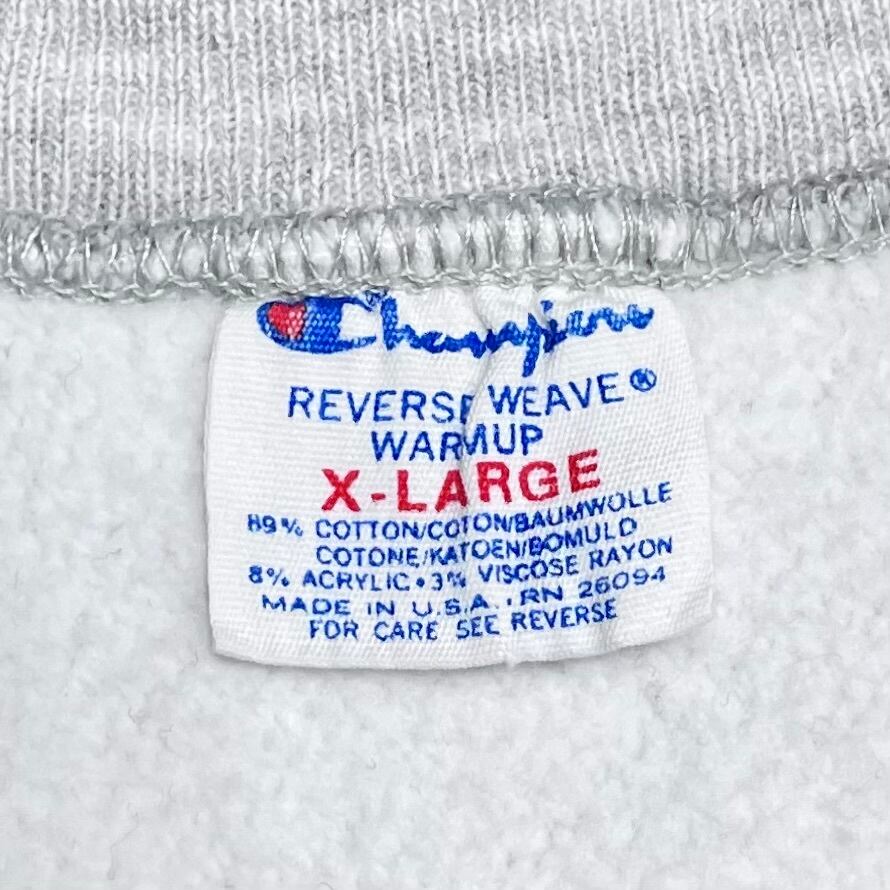 Champion
REVERSE WEAVE®
WARMUP
X-LARGE
89% COTTON/COTON/BAUMWOLLE
COTONE/KATOEN/BOMULD
8% ACRYLIC • 3% VISCOSE RAYON
MADE IN U.S.A. • RN 26094
FOR CARE SEE REVERSE